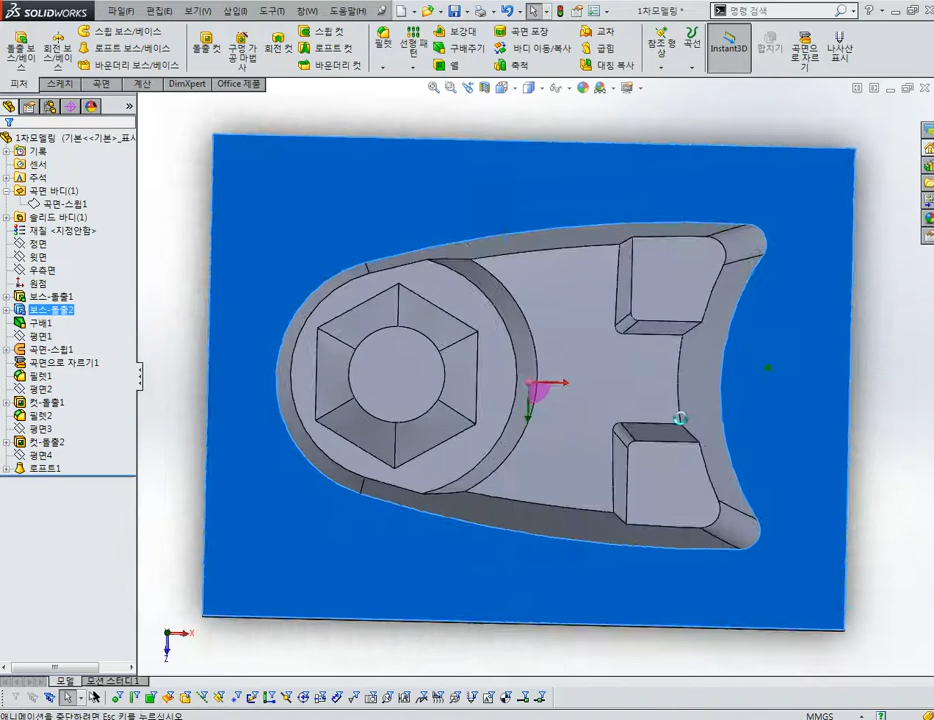 SOLIDWORKS 파일(F) 편집(E) 보기(V) 삽입(I) 도구(T) 창(W) 도움말(H) 1차모델링 * 명령 검색
돌출 보스/베이스 회전 보스/베이스 스윕 보스/베이스 로프트 보스/베이스 바운더리 보스/베이스 돌출 컷 구멍 가공 마법사 회전 컷 스윕 컷 로프트 컷 바운더리 컷 필렛 선형 패턴 보강대 구배주기 쉘 곡면 포장 바디 이동/복사 축척 교차 굽힘 대칭 복사 참조 형상 곡선 Instant3D 합치기 곡면으로 자르기 나사산 표시
피처 스케치 곡면 계산 DimXpert Office 제품
1차모델링 (기본<<기본>_표시
기록
센서
주석
곡면 바디(1)
곡면-스윕1
솔리드 바디(1)
재질 <지정안함>
정면
윗면
우측면
원점
보스-돌출1
보스-돌출2
구배1
평면1
곡면-스윕1
곡면으로 자르기1
필렛1
평면2
컷-돌출1
필렛2
평면3
컷-돌출2
평면4
로프트1
X
Z
모델 모션 스터디 1
애니메이션을 중단하려면 Esc 키를 누르십시오 MMGS